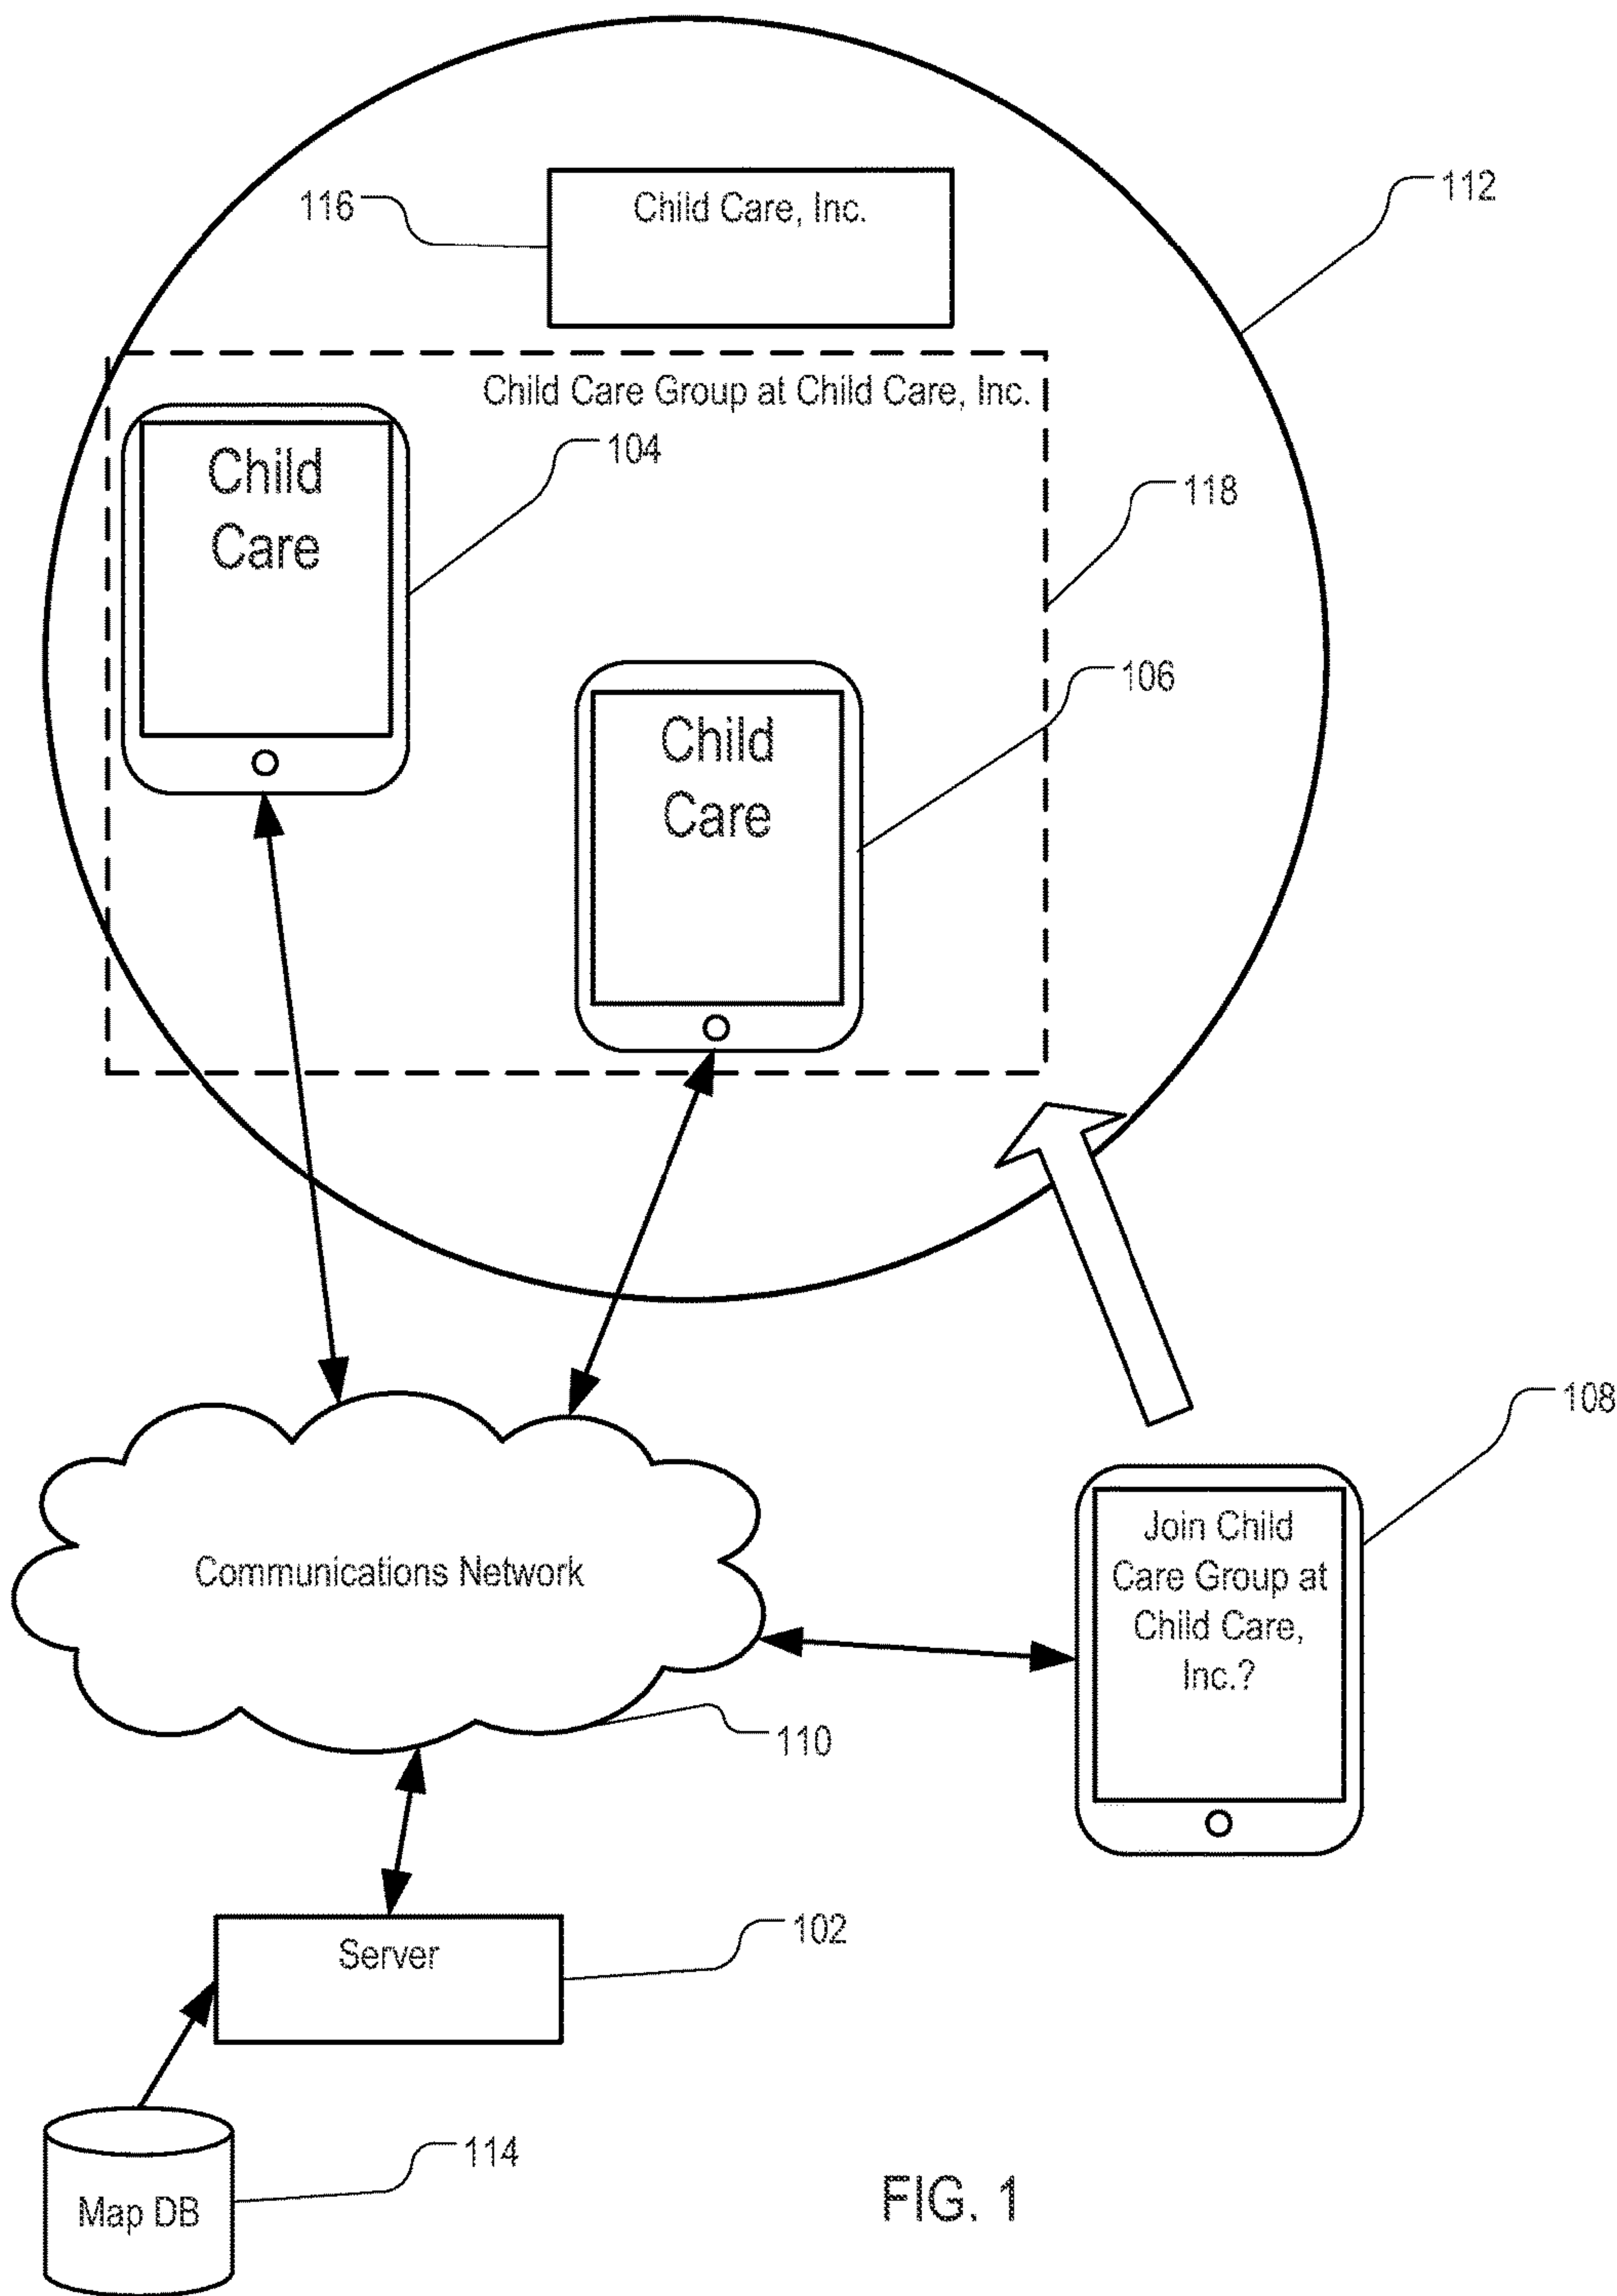 112
116
Child Care, Inc.
Child Care Group at Child Care, Inc.
104
Child
Care
118
106
Child
Care
108
Join Child
Care Group at
Child Care,
Inc.?
Communications Network
110
102
Server
114
Map DB
FIG. 1